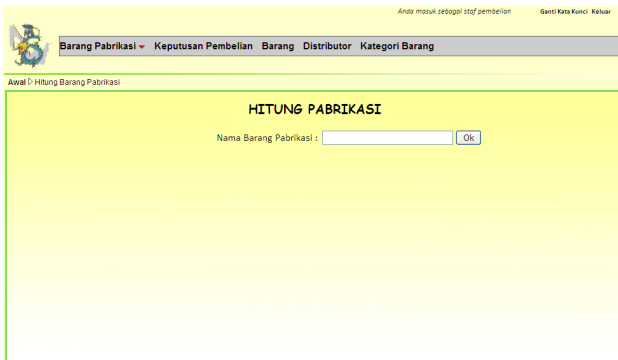 Anda masuk sebagai staf pembelian Ganti Kata Kunci Keluar
Barang Pabrikasi Keputusan Pembelian Barang Distributor Kategori Barang
Awal Hitung Barang Pabrikasi
HITUNG PABRIKASI
Nama Barang Pabrikasi : Ok